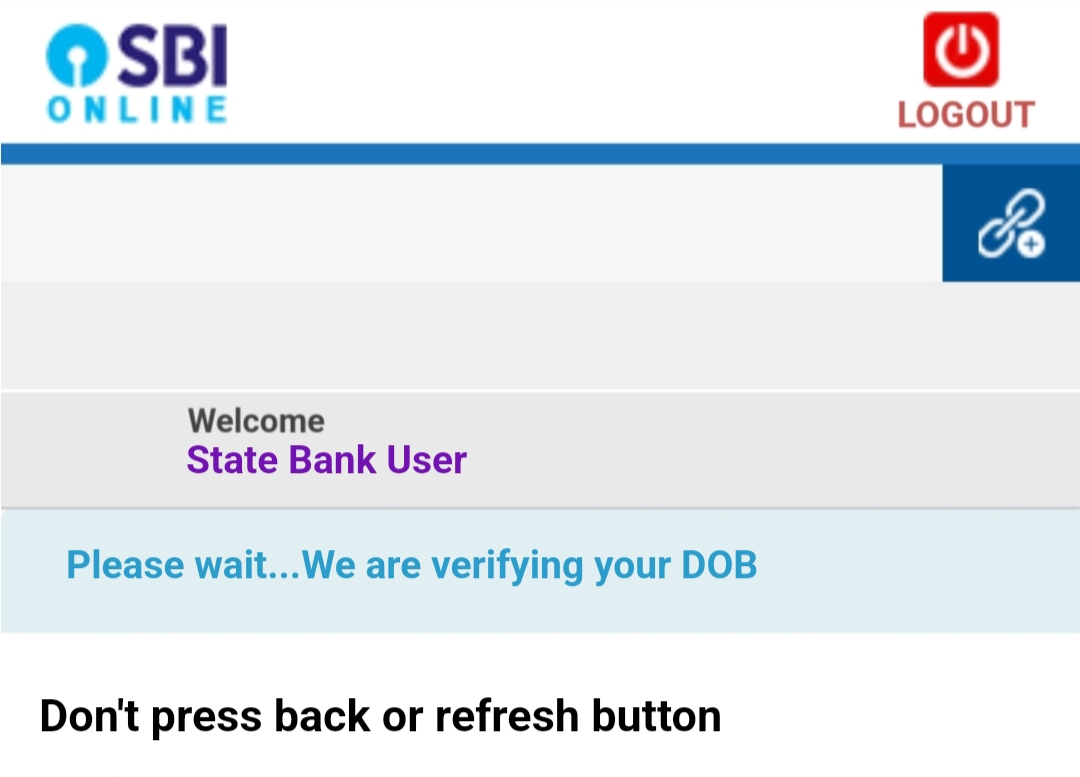 SBI
ONLINE
LOGOUT
Welcome
State Bank User
Please wait...We are verifying your DOB
Don't press back or refresh button